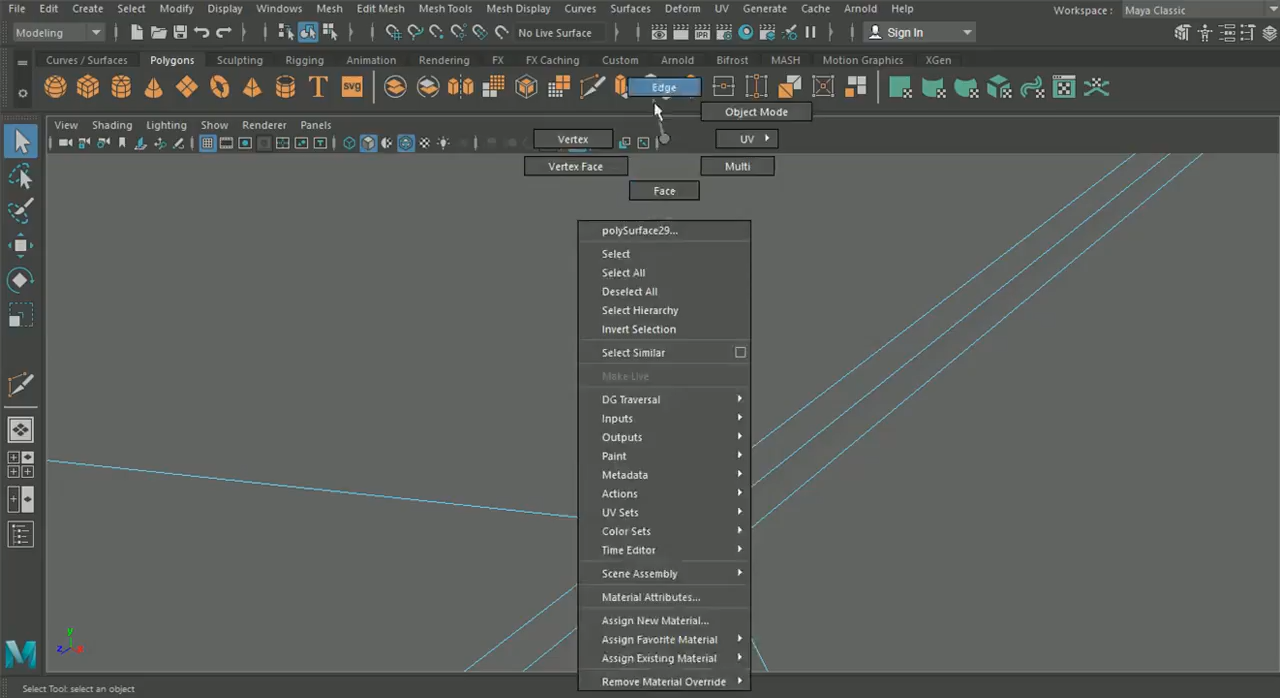 File Edit Create Select Modify Display Windows Mesh Edit Mesh Mesh Tools Mesh Display Curves Surfaces Deform UV Generate Cache Arnold Help Workspace : Maya Classic
Modeling No Live Surface Sign In
Curves / Surfaces Polygons Sculpting Rigging Animation Rendering FX FX Caching Custom Arnold Bifrost MASH Motion Graphics XGen
T SVG Edge
Object Mode
View Shading Lighting Show Renderer Panels
Vertex UV
Vertex Face Multi
Face
polySurface29...
Select
Select All
Deselect All
Select Hierarchy
Invert Selection
Select Similar
Make Live
DG Traversal
Inputs
Outputs
Paint
Metadata
Actions
UV Sets
Color Sets
Time Editor
Scene Assembly
Material Attributes...
Assign New Material...
Assign Favorite Material
Assign Existing Material
Remove Material Override
y
z x
M
Select Tool: select an object